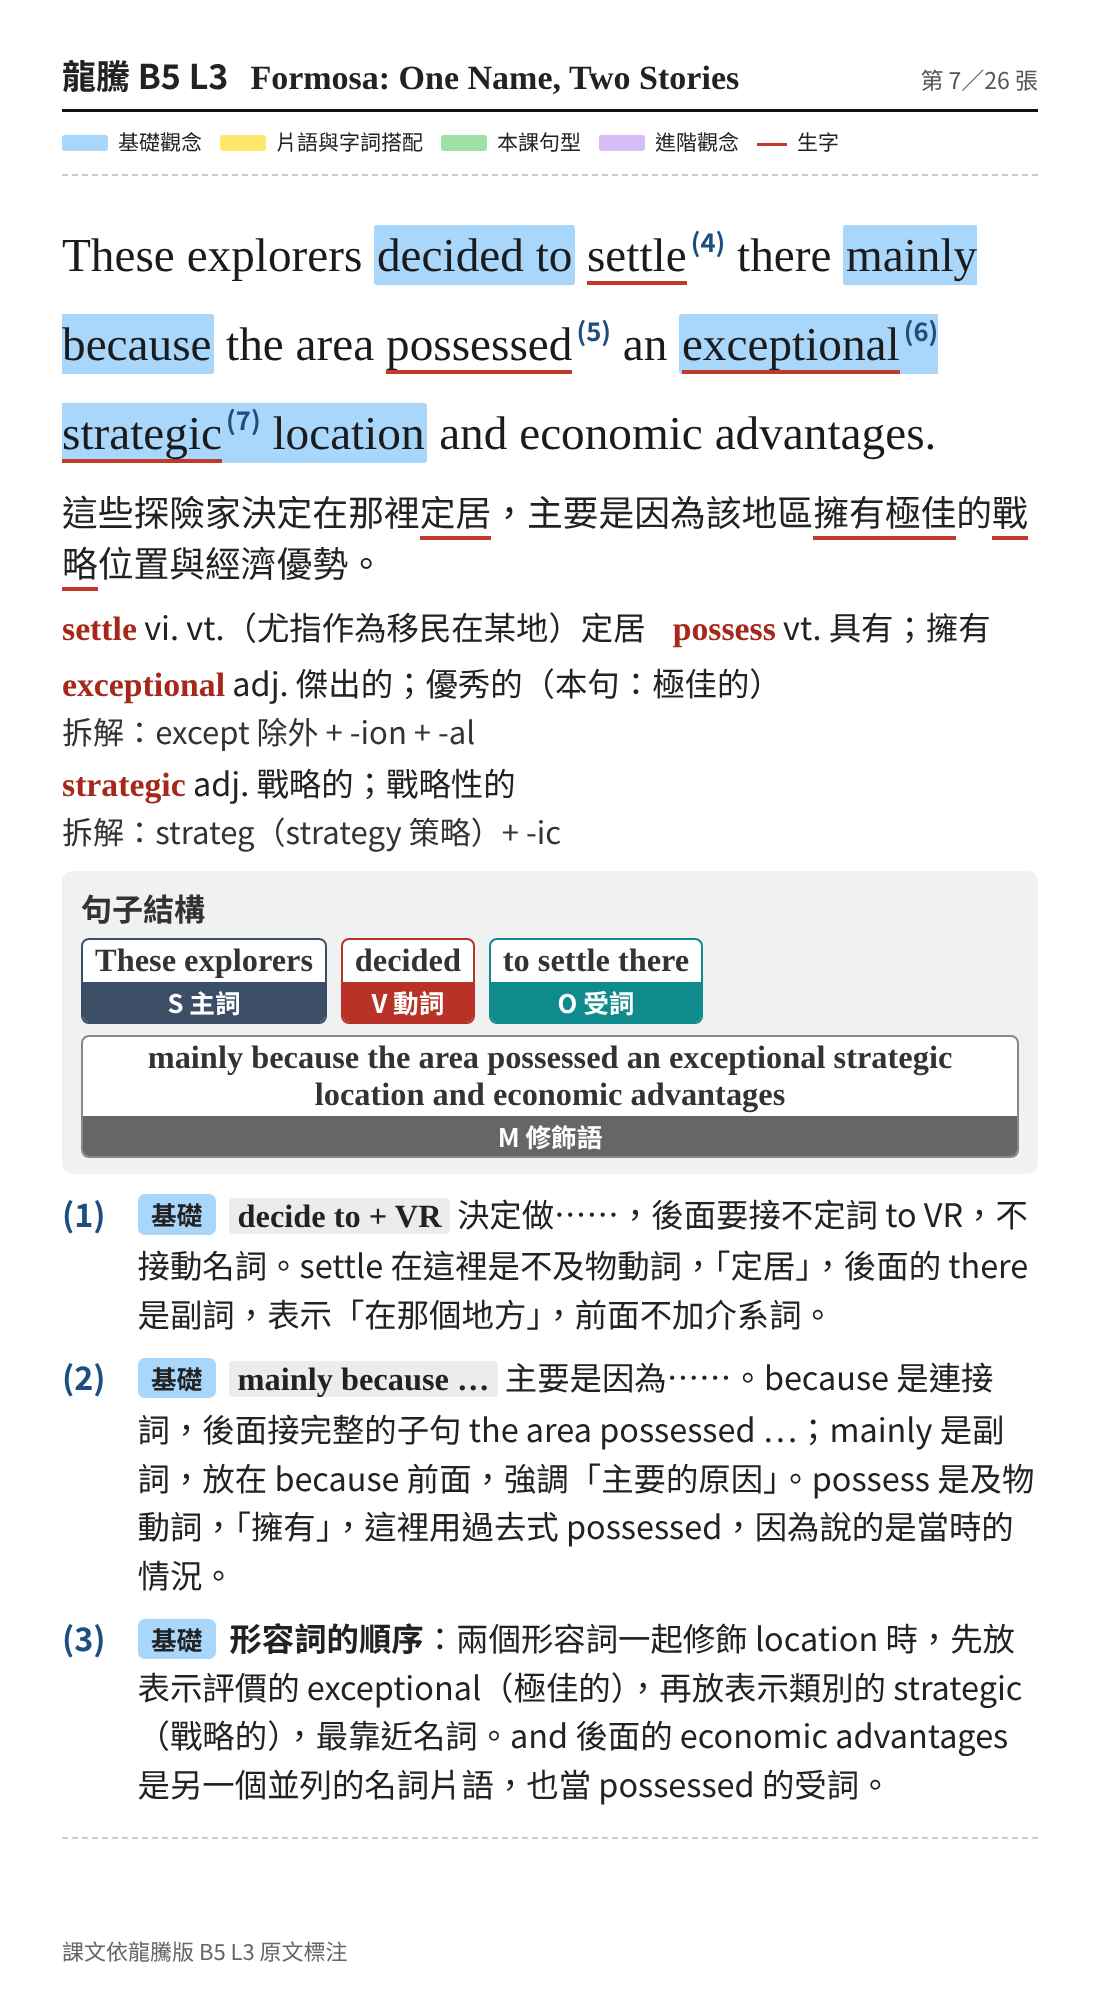 龍騰 B5 L3 Formosa: One Name, Two Stories 第 7／26 張
基礎觀念 片語與字詞搭配 本課句型 進階觀念 生字
These explorers decided to settle(4) there mainly
because the area possessed(5) an exceptional(6)
strategic(7) location and economic advantages.
這些探險家決定在那裡定居，主要是因為該地區擁有極佳的戰
略位置與經濟優勢。
settle vi. vt.（尤指作為移民在某地）定居 possess vt. 具有；擁有
exceptional adj. 傑出的；優秀的（本句：極佳的）
拆解：except 除外 + -ion + -al
strategic adj. 戰略的；戰略性的
拆解：strateg（strategy 策略）+ -ic
句子結構
These explorers decided to settle there
S 主詞 V 動詞 O 受詞
mainly because the area possessed an exceptional strategic
location and economic advantages
M 修飾語
(1) 基礎 decide to + VR 決定做⋯⋯，後面要接不定詞 to VR，不
接動名詞。settle 在這裡是不及物動詞，「定居」，後面的 there
是副詞，表示「在那個地方」，前面不加介系詞。
(2) 基礎 mainly because … 主要是因為⋯⋯。because 是連接
詞，後面接完整的子句 the area possessed …；mainly 是副
詞，放在 because 前面，強調「主要的原因」。possess 是及物
動詞，「擁有」，這裡用過去式 possessed，因為說的是當時的
情況。
(3) 基礎 形容詞的順序：兩個形容詞一起修飾 location 時，先放
表示評價的 exceptional（極佳的），再放表示類別的 strategic
（戰略的），最靠近名詞。and 後面的 economic advantages
是另一個並列的名詞片語，也當 possessed 的受詞。
課文依龍騰版 B5 L3 原文標注